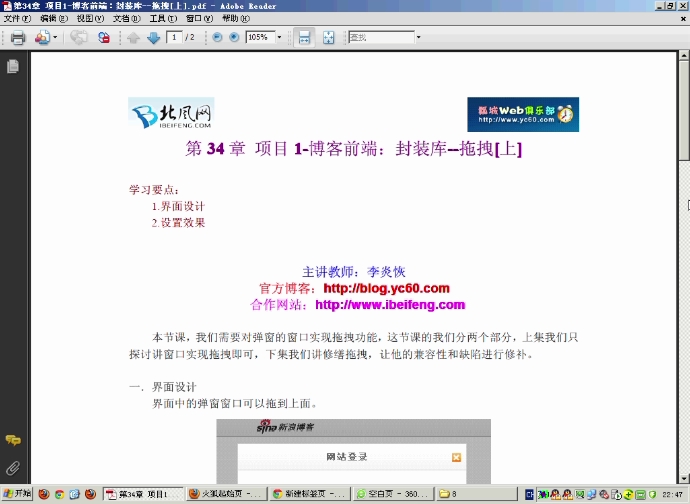 第34章 项目1-博客前端：封装库--拖拽[上].pdf - Adobe Reader
文件(F) 编辑(E) 视图(V) 文档(D) 工具(T) 窗口(W) 帮助(H)
1 / 2 105% 查找
北风网
IBEIFENG.COM
瓢城Web俱乐部
http://www.yc60.com
第 34 章 项目 1-博客前端：封装库--拖拽[上]
学习要点：
1.界面设计
2.设置效果
主讲教师：李炎恢
官方博客：http://blog.yc60.com
合作网站：http://www.ibeifeng.com
本节课，我们需要对弹窗的窗口实现拖拽功能，这节课的我们分两个部分，上集我们只
探讨讲窗口实现拖拽即可，下集我们讲修缮拖拽，让他的兼容性和缺陷进行修补。
一．界面设计
界面中的弹窗窗口可以拖到上面。
sina 新浪博客
网站登录
开始 第34章 项目1 火狐起始页 -... 新建标签页 -... 空白页 - 360... 8 CH 22:47